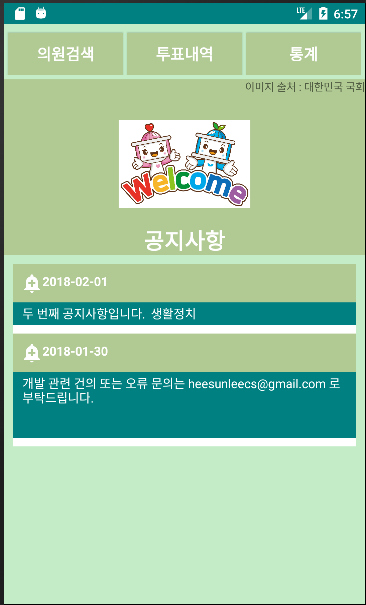 LTE 6:57
의원검색 투표내역 통계
이미지 출처 : 대한민국 국회
Welcome
공지사항
2018-02-01
두 번째 공지사항입니다. 생활정치
2018-01-30
개발 관련 건의 또는 오류 문의는 heesunleecs@gmail.com 로
부탁드립니다.